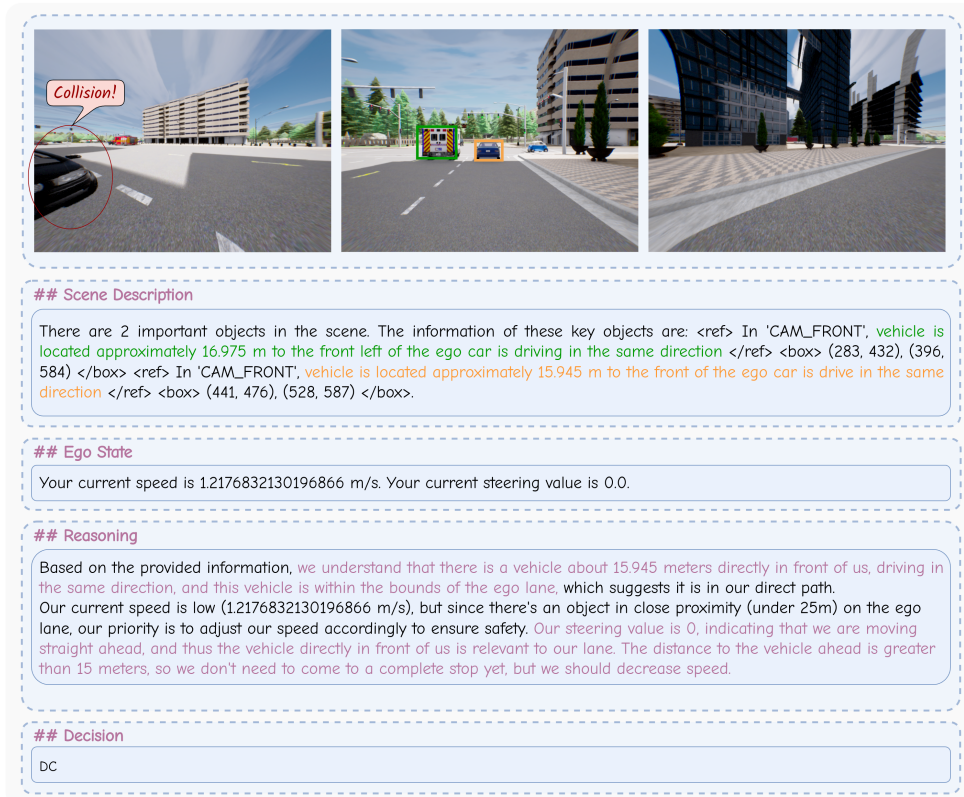 Collision!
## Scene Description
There are 2 important objects in the scene. The information of these key objects are: <ref> In 'CAM_FRONT', vehicle is
located approximately 16.975 m to the front left of the ego car is driving in the same direction </ref> <box> (283, 432), (396,
584) </box> <ref> In 'CAM_FRONT', vehicle is located approximately 15.945 m to the front of the ego car is drive in the same
direction </ref> <box> (441, 476), (528, 587) </box>.
## Ego State
Your current speed is 1.2176832130196866 m/s. Your current steering value is 0.0.
## Reasoning
Based on the provided information, we understand that there is a vehicle about 15.945 meters directly in front of us, driving in
the same direction, and this vehicle is within the bounds of the ego lane, which suggests it is in our direct path.
Our current speed is low (1.2176832130196866 m/s), but since there's an object in close proximity (under 25m) on the ego
lane, our priority is to adjust our speed accordingly to ensure safety. Our steering value is 0, indicating that we are moving
straight ahead, and thus the vehicle directly in front of us is relevant to our lane. The distance to the vehicle ahead is greater
than 15 meters, so we don't need to come to a complete stop yet, but we should decrease speed.
## Decision
DC